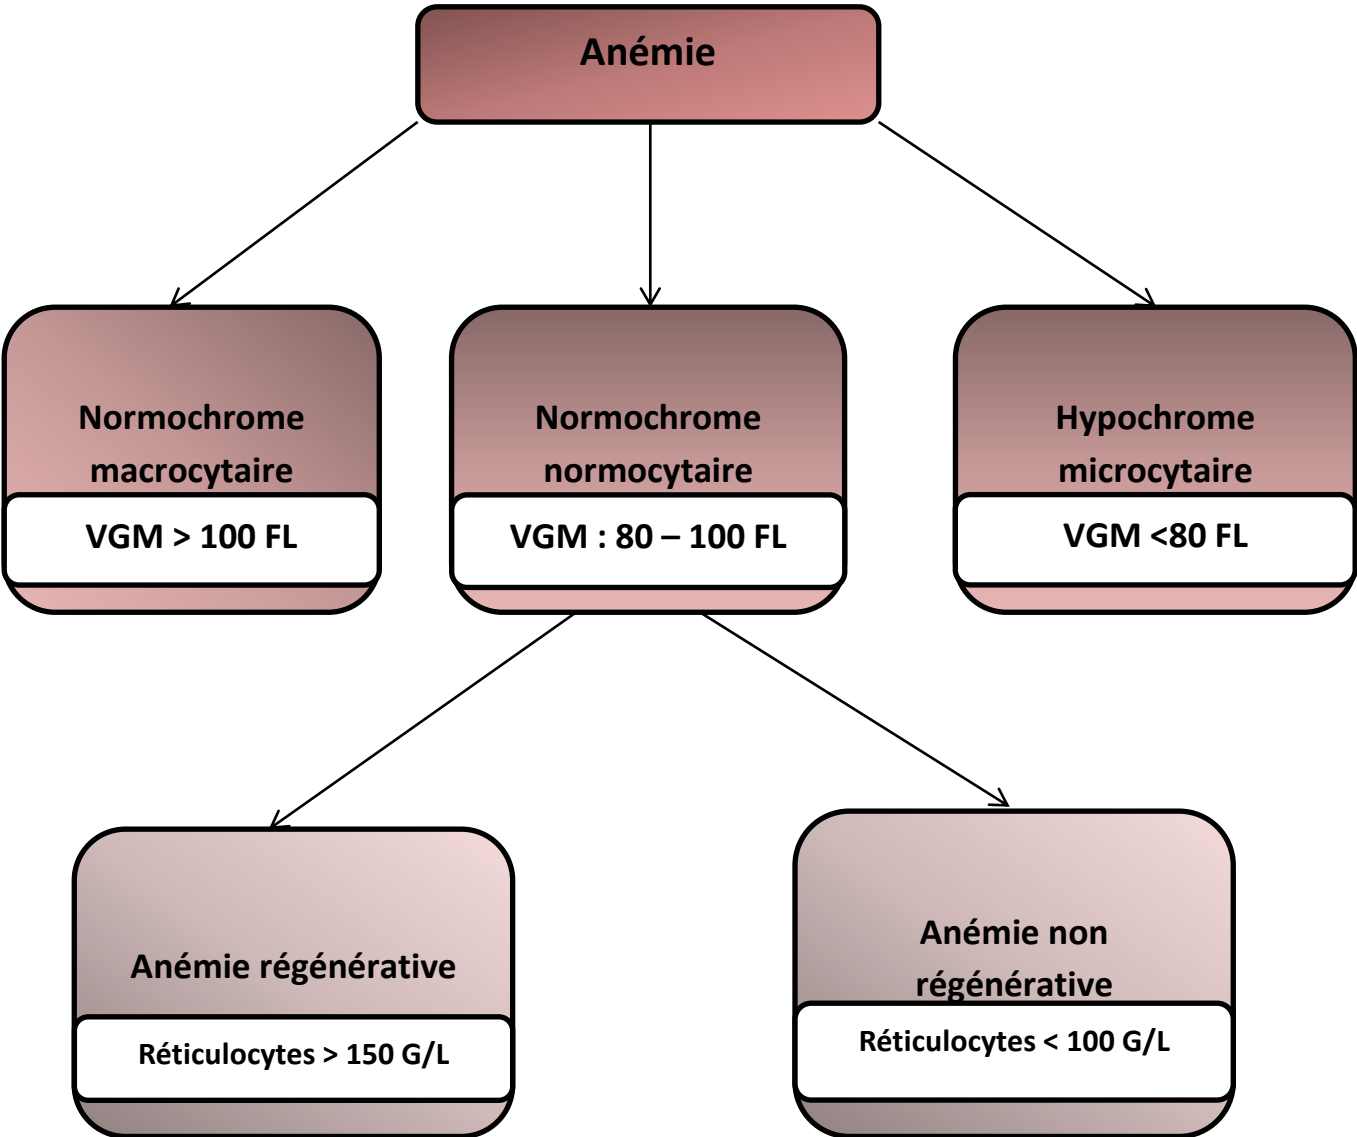 Anémie
Normochrome
macrocytaire
VGM > 100 FL
Normochrome
normocytaire
VGM : 80 – 100 FL
Hypochrome
microcytaire
VGM <80 FL
Anémie régénérative
Réticulocytes > 150 G/L
Anémie non
régénérative
Réticulocytes < 100 G/L